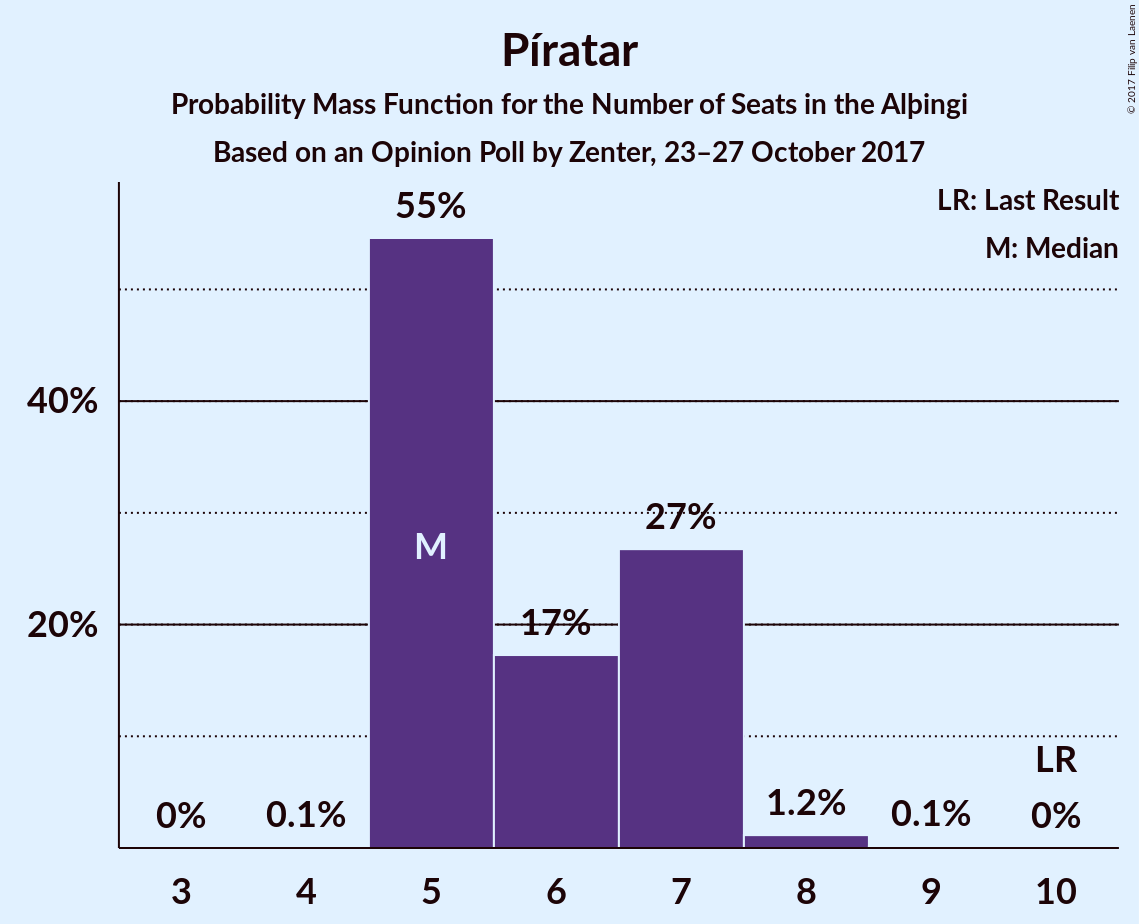 Píratar
Probability Mass Function for the Number of Seats in the Alþingi
Based on an Opinion Poll by Zenter, 23–27 October 2017
© 2017 Filip van Laenen
LR: Last Result
M: Median
55%
40%
M
27%
20%
17%
LR
0%
0.1%
1.2%
0.1%
0%
3
4
5
6
7
8
9
10